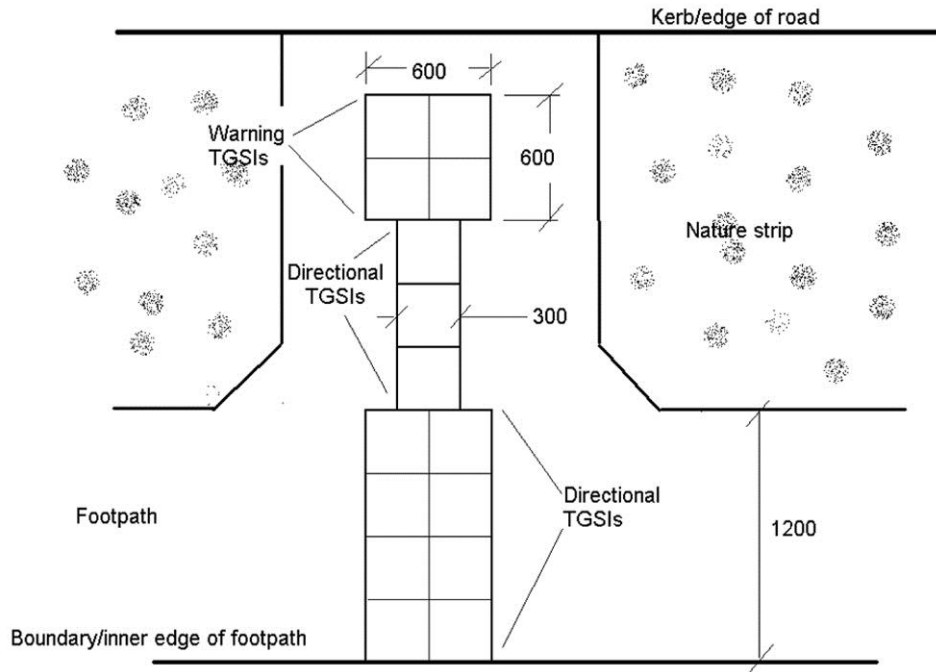 Kerb/edge of road
600
Warning
TGSIs
600
Nature strip
Directional
TGSIs
300
Directional
TGSIs
Footpath
1200
Boundary/inner edge of footpath